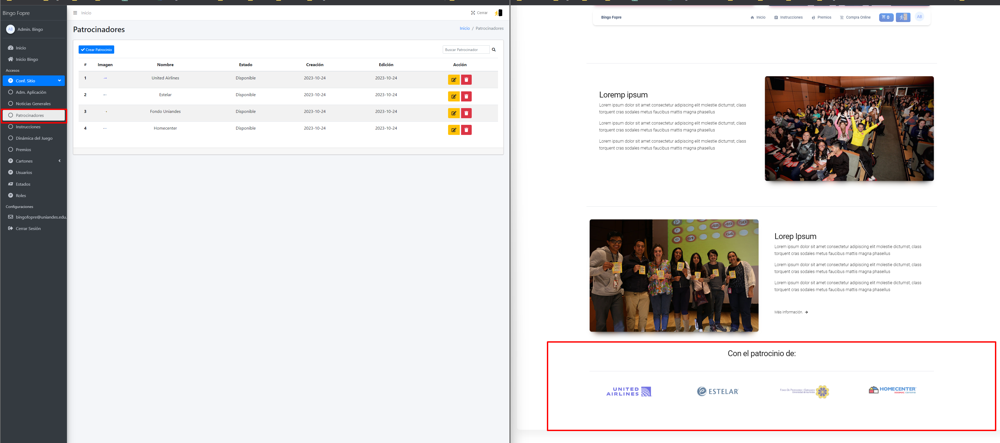 Bingo Fopre
AB Admin. Bingo
Inicio
Inicio Bingo
Accesos
Conf. Sitio
Adm. Aplicación
Noticias Generales
Patrocinadores
Instrucciones
Dinámica del Juego
Premios
Cartones
Usuarios
Estados
Roles
Configuraciones
bingofopre@uniandes.edu.
Cerrar Sesión
Inicio
Cerrar
Patrocinadores
Inicio / Patrocinadores
Crear Patrocinio
Buscar Patrocinador
# Imagen Nombre Estado Creación Edición Acción
1 United Airlines Disponible 2023-10-24 2023-10-24
2 Estelar Disponible 2023-10-24 2023-10-24
3 Fondo Uniandes Disponible 2023-10-24 2023-10-24
4 Homecenter Disponible 2023-10-24 2023-10-24
Bingo Fopre Inicio Instrucciones Premios Compra Online 0 AB
Loremp ipsum
Lorem ipsum dolor sit amet consectetur adipiscing elit molestie dictumst, class
torquent cras sodales metus faucibus mattis magna phasellus
Lorem ipsum dolor sit amet consectetur adipiscing elit molestie dictumst, class
torquent cras sodales metus faucibus mattis magna phasellus
Lorem ipsum dolor sit amet consectetur adipiscing elit molestie dictumst, class
torquent cras sodales metus faucibus mattis magna phasellus
P 48 49 50
r
e 61 64
Lorep Ipsum
Lorem ipsum dolor sit amet consectetur adipiscing elit molestie dictumst, class
torquent cras sodales metus faucibus mattis magna phasellus
Lorem ipsum dolor sit amet consectetur adipiscing elit molestie dictumst, class
torquent cras sodales metus faucibus mattis magna phasellus
Lorem ipsum dolor sit amet consectetur adipiscing elit molestie dictumst, class
torquent cras sodales metus faucibus mattis magna phasellus
Más información.
Con el patrocinio de:
UNITED
AIRLINES
ESTELAR
Fondo De Profesores y Empleados
Universidad de los Andes
HOMECENTER
SODIMAC corona